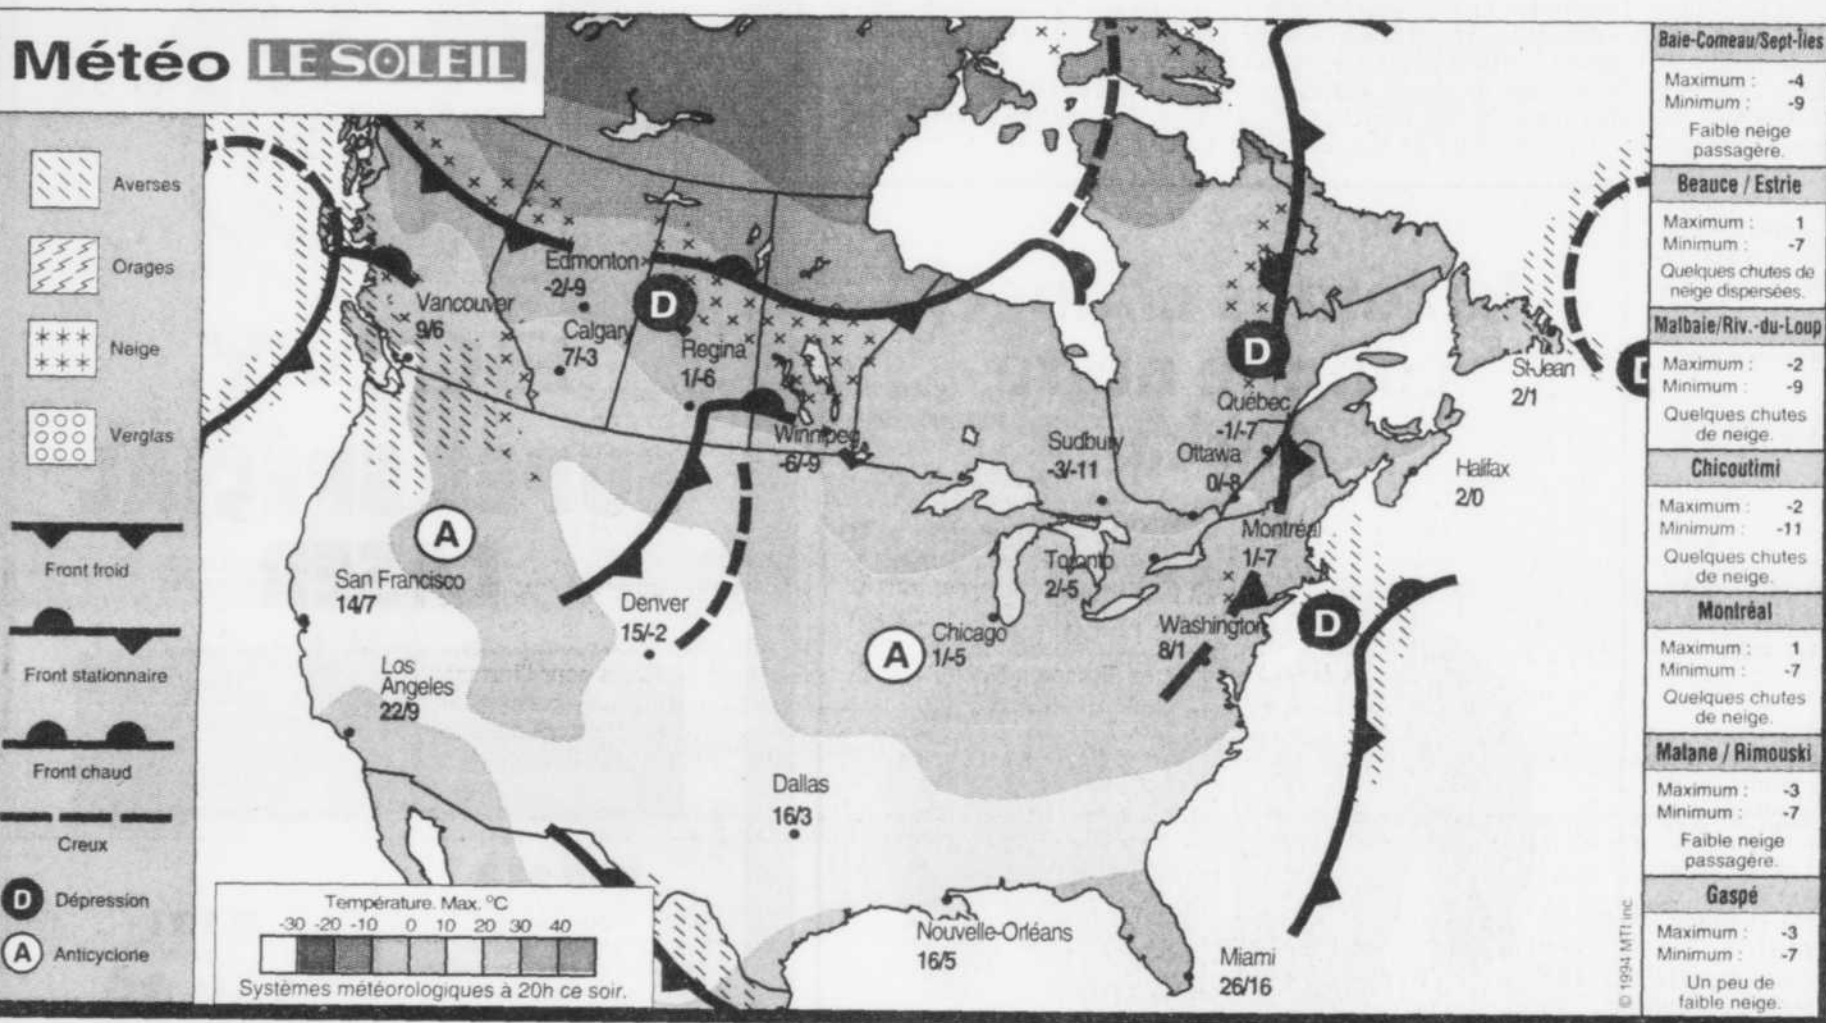 Météo LE SOLEIL
Averses
Orages
Neige
Verglas
Front froid
Front stationnaire
Front chaud
Creux
D Dépression
A Anticyclone
Edmonton
-2/-9
Vancouver
9/6
Calgary
7/-3
D
Regina
1/-6
Winnipeg
-6/-9
Sudbury
-3/-11
D
Québec
-1/-7
Ottawa
0/-8
Montréal
1/-7
Toronto
2/-5
St-Jean
2/1
Halifax
2/0
A
San Francisco
14/7
Denver
15/-2
A
Chicago
1/-5
Washington
8/1
D
Los
Angeles
22/9
Dallas
16/3
Nouvelle-Orléans
16/5
Miami
26/16
Température. Max. °C
-30 -20 -10 0 10 20 30 40
Systèmes météorologiques à 20h ce soir.
© 1994 MTI inc.
Baie-Comeau/Sept-Îles
Maximum : -4
Minimum : -9
Faible neige
passagère.
Beauce / Estrie
Maximum : 1
Minimum : -7
Quelques chutes de
neige dispersées.
Malbaie/Riv.-du-Loup
Maximum : -2
Minimum : -9
Quelques chutes
de neige.
Chicoutimi
Maximum : -2
Minimum : -11
Quelques chutes
de neige.
Montréal
Maximum : 1
Minimum : -7
Quelques chutes
de neige.
Matane / Rimouski
Maximum : -3
Minimum : -7
Faible neige
passagère.
Gaspé
Maximum : -3
Minimum : -7
Un peu de
faible neige.